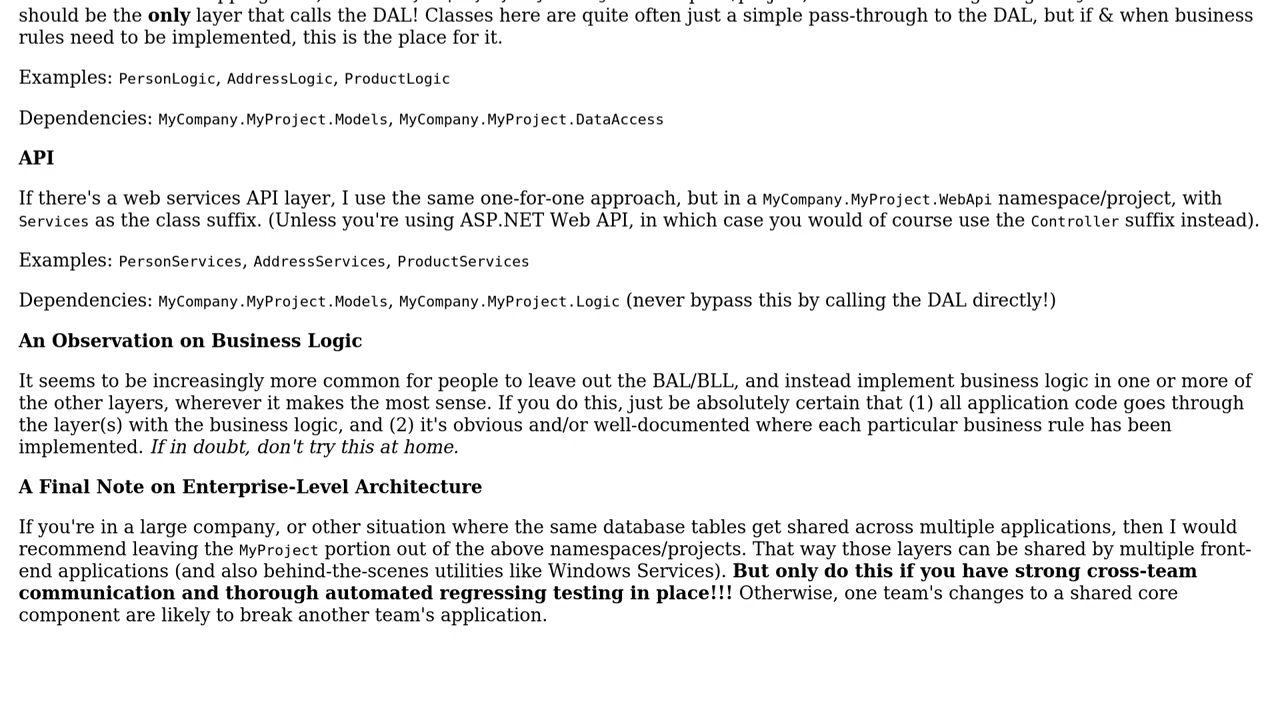 should be the only layer that calls the DAL! Classes here are quite often just a simple pass-through to the DAL, but if & when business
rules need to be implemented, this is the place for it.
Examples: PersonLogic, AddressLogic, ProductLogic
Dependencies: MyCompany.MyProject.Models, MyCompany.MyProject.DataAccess
API
If there's a web services API layer, I use the same one-for-one approach, but in a MyCompany.MyProject.WebApi namespace/project, with
Services as the class suffix. (Unless you're using ASP.NET Web API, in which case you would of course use the Controller suffix instead).
Examples: PersonServices, AddressServices, ProductServices
Dependencies: MyCompany.MyProject.Models, MyCompany.MyProject.Logic (never bypass this by calling the DAL directly!)
An Observation on Business Logic
It seems to be increasingly more common for people to leave out the BAL/BLL, and instead implement business logic in one or more of
the other layers, wherever it makes the most sense. If you do this, just be absolutely certain that (1) all application code goes through
the layer(s) with the business logic, and (2) it's obvious and/or well-documented where each particular business rule has been
implemented. If in doubt, don't try this at home.
A Final Note on Enterprise-Level Architecture
If you're in a large company, or other situation where the same database tables get shared across multiple applications, then I would
recommend leaving the MyProject portion out of the above namespaces/projects. That way those layers can be shared by multiple front-
end applications (and also behind-the-scenes utilities like Windows Services). But only do this if you have strong cross-team
communication and thorough automated regressing testing in place!!! Otherwise, one team's changes to a shared core
component are likely to break another team's application.